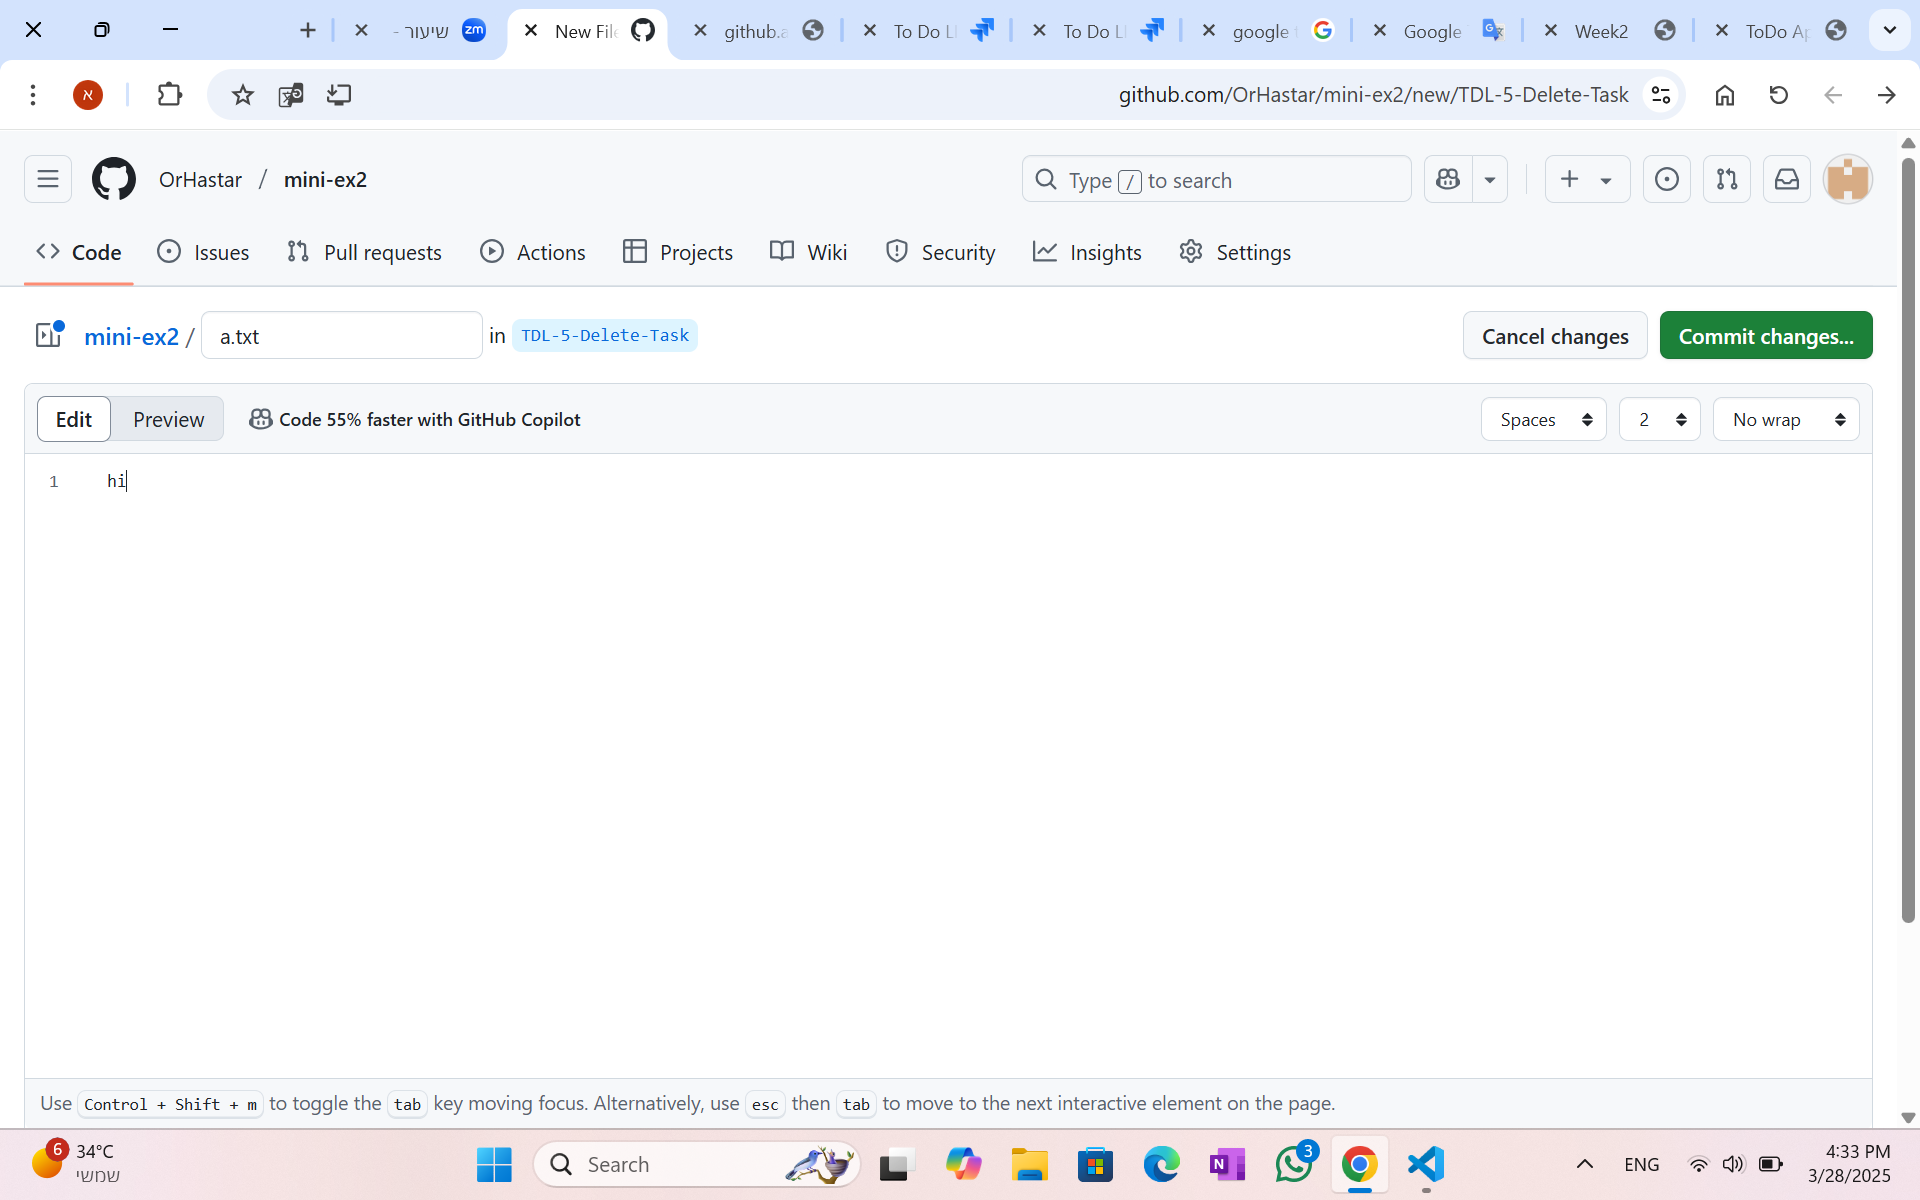 שיעור -
New File
github.a
To Do Li
To Do Li
google t
Google
Week2
ToDo Ap
א
github.com/OrHastar/mini-ex2/new/TDL-5-Delete-Task
OrHastar / mini-ex2
Type / to search
Code Issues Pull requests Actions Projects Wiki Security Insights Settings
mini-ex2 / a.txt in TDL-5-Delete-Task
Cancel changes Commit changes...
Edit Preview Code 55% faster with GitHub Copilot
Spaces 2 No wrap
1 hi
Use Control + Shift + m to toggle the tab key moving focus. Alternatively, use esc then tab to move to the next interactive element on the page.
6 34°C
שמשי
Search
3
ENG
4:33 PM
3/28/2025